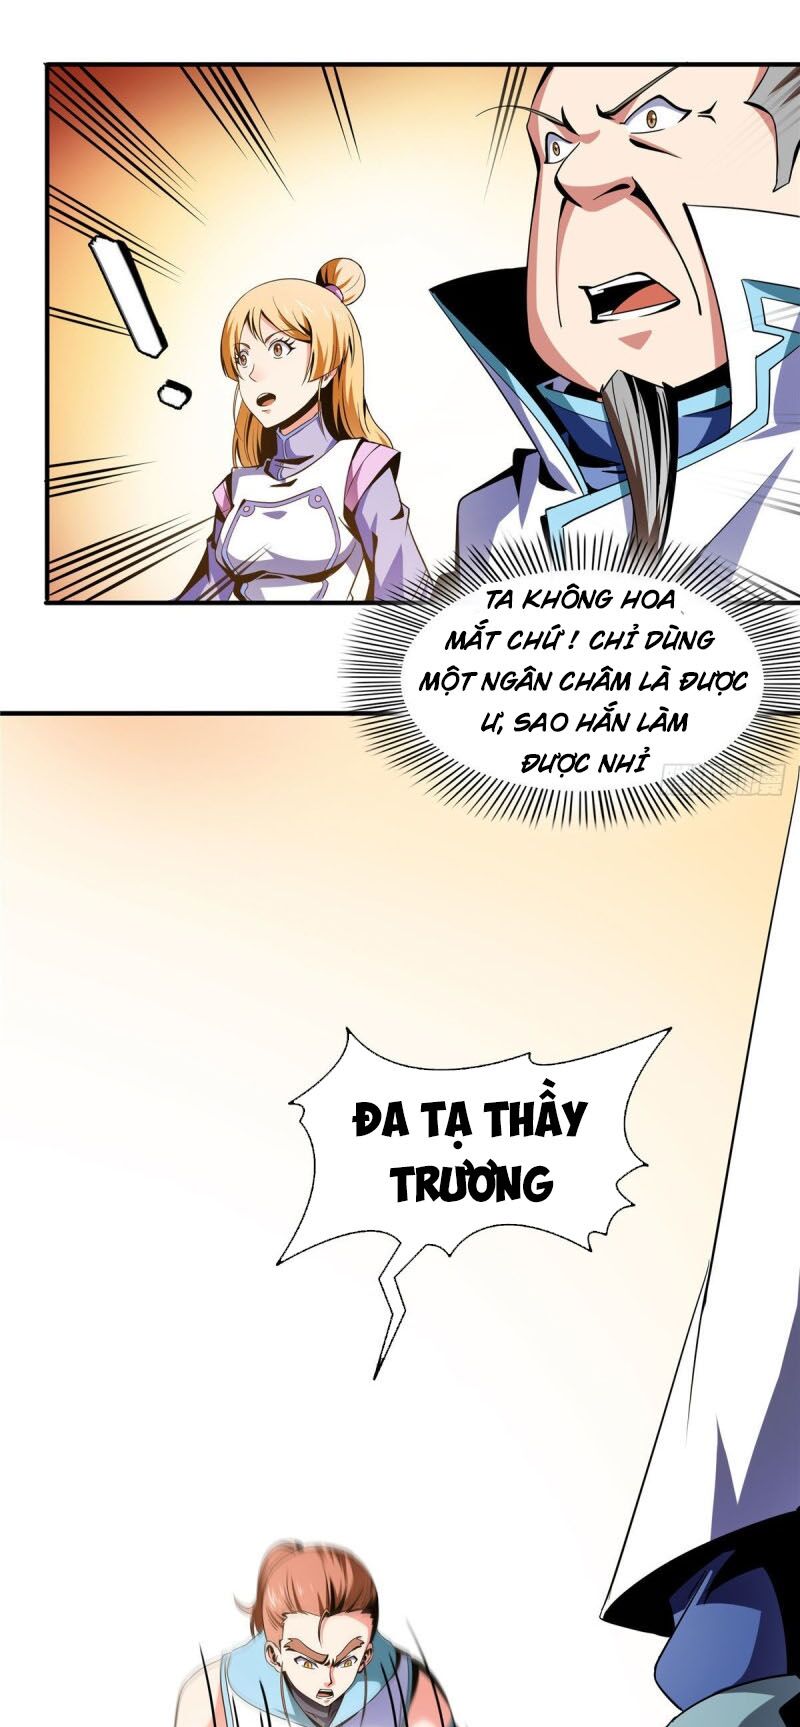 TA KHÔNG HOA
MẮT CHỨ! CHỈ DÙNG
MỘT NGÂN CHÂM LÀ ĐƯỢC
Ư, SAO HẮN LÀM
ĐƯỢC NHỈ
ĐA TẠ THẦY
TRƯƠNG